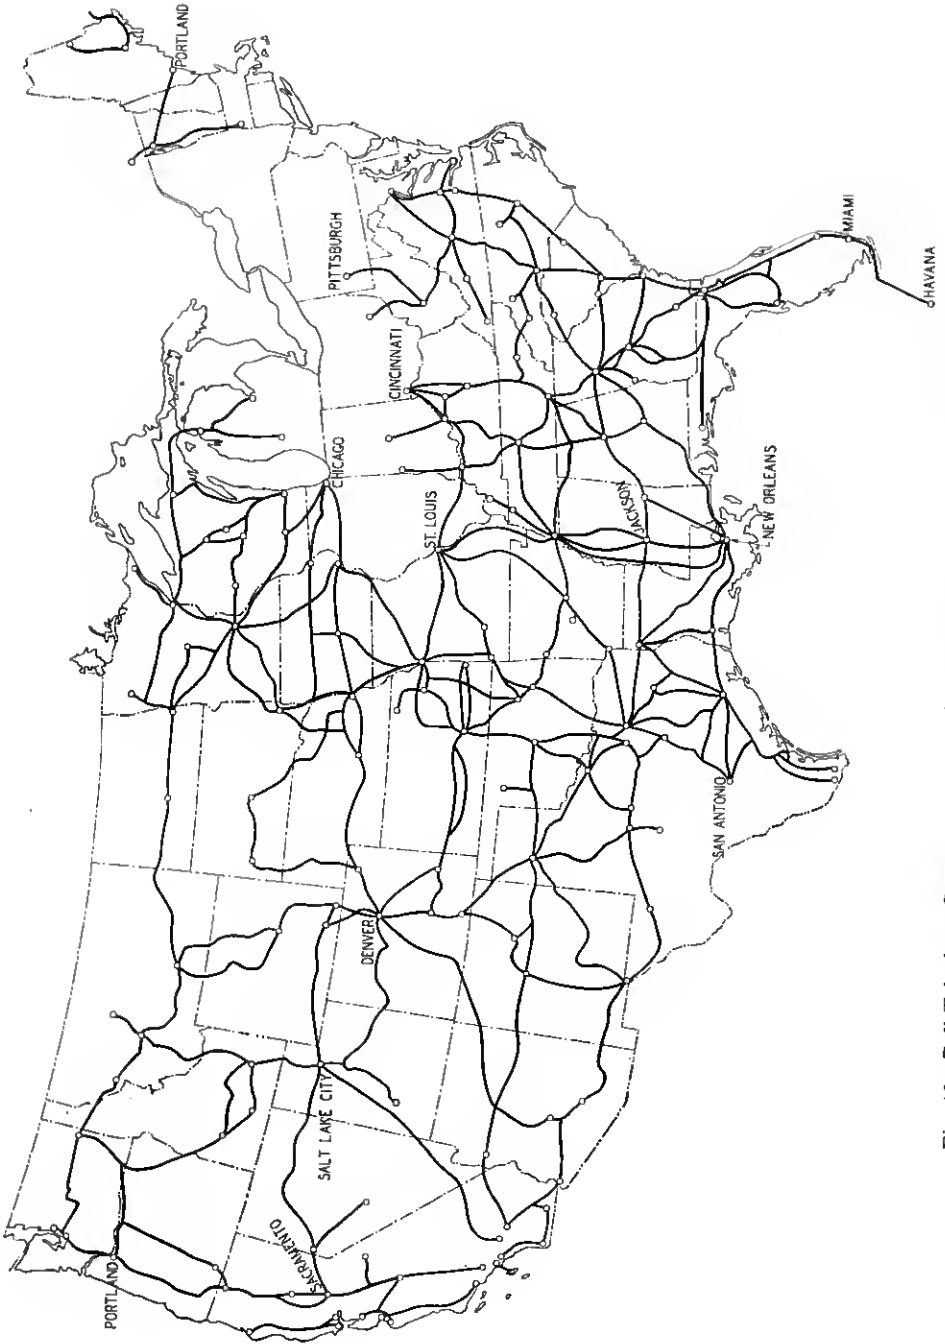 PORTLAND
PITTSBURGH
CINCINNATI
CHICAGO
ST. LOUIS
JACKSON
NEW ORLEANS
MIAMI
HAVANA
SAN ANTONIO
DENVER
SALT LAKE CITY
SACRAMENTO
PORTLAND